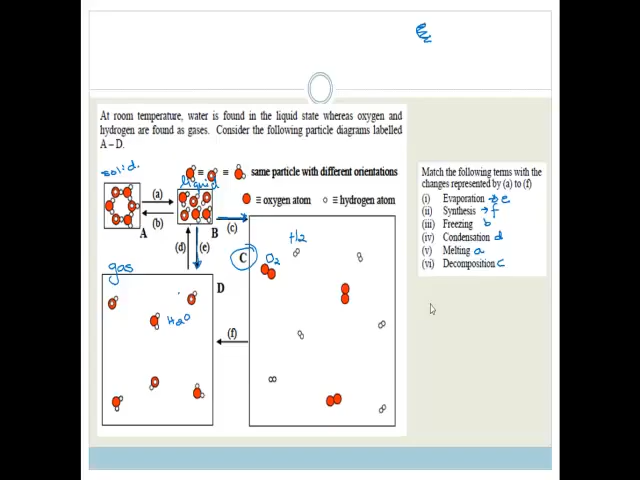 At room temperature, water is found in the liquid state whereas oxygen and
hydrogen are found as gases. Consider the following particle diagrams labelled
A – D.
solid.
liquid
≡ ≡ same particle with different orientations
≡ oxygen atom ≡ hydrogen atom
(a)
(b)
A
B
(c)
(d)
(e)
C
H2
O2
gas
D
H2O
(f)
Match the following terms with the
changes represented by (a) to (f)
(i) Evaporation → e
(ii) Synthesis → f
(iii) Freezing b
(iv) Condensation d
(v) Melting a
(vi) Decomposition c